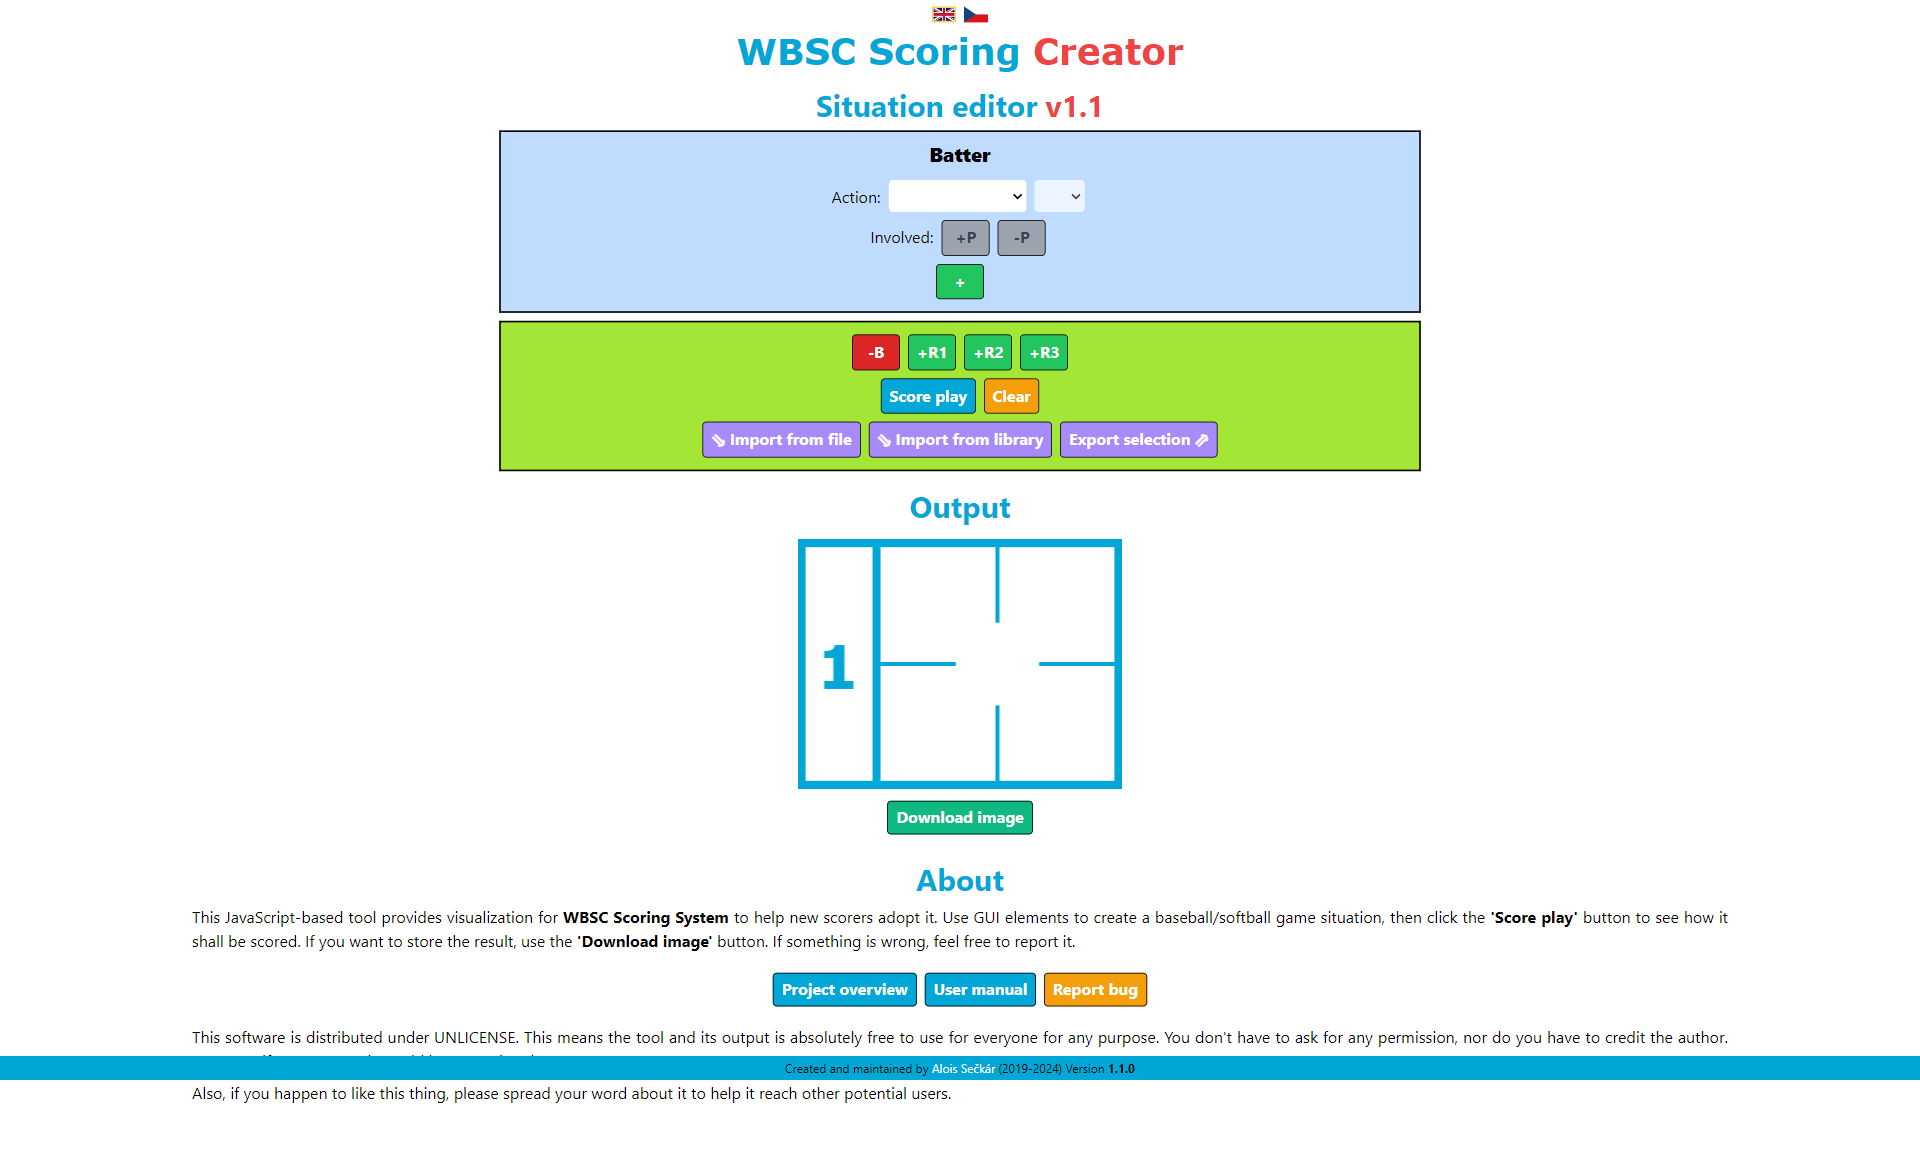 WBSC Scoring Creator
Situation editor v1.1
Batter
Action:
Involved: +P -P
+
-B +R1 +R2 +R3
Score play Clear
⇘ Import from file ⇘ Import from library Export selection ⇗
Output
1
Download image
About
This JavaScript-based tool provides visualization for WBSC Scoring System to help new scorers adopt it. Use GUI elements to create a baseball/softball game situation, then click the 'Score play' button to see how it
shall be scored. If you want to store the result, use the 'Download image' button. If something is wrong, feel free to report it.
Project overview User manual Report bug
This software is distributed under UNLICENSE. This means the tool and its output is absolutely free to use for everyone for any purpose. You don't have to ask for any permission, nor do you have to credit the author.
Created and maintained by Alois Sečkár (2019-2024) Version 1.1.0
Also, if you happen to like this thing, please spread your word about it to help it reach other potential users.